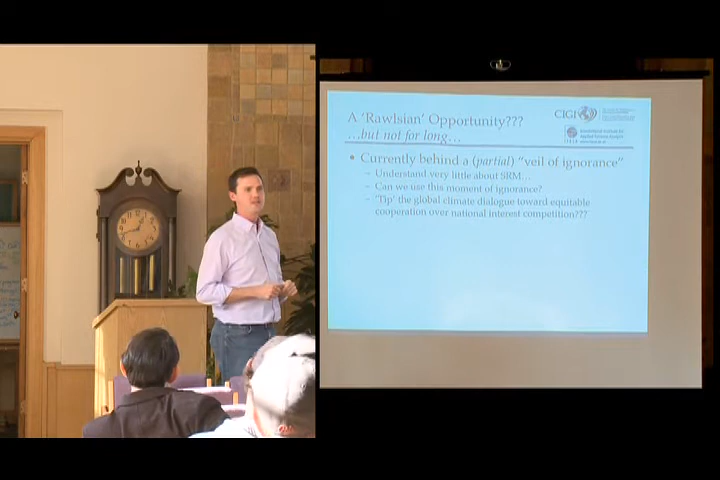 A 'Rawlsian' Opportunity???
...but not for long...
CIGI
• Currently behind a (partial) "veil of ignorance"
– Understand very little about SRM...
– Can we use this moment of ignorance?
– 'Tip' the global climate dialogue toward equitable
cooperation over national interest competition???